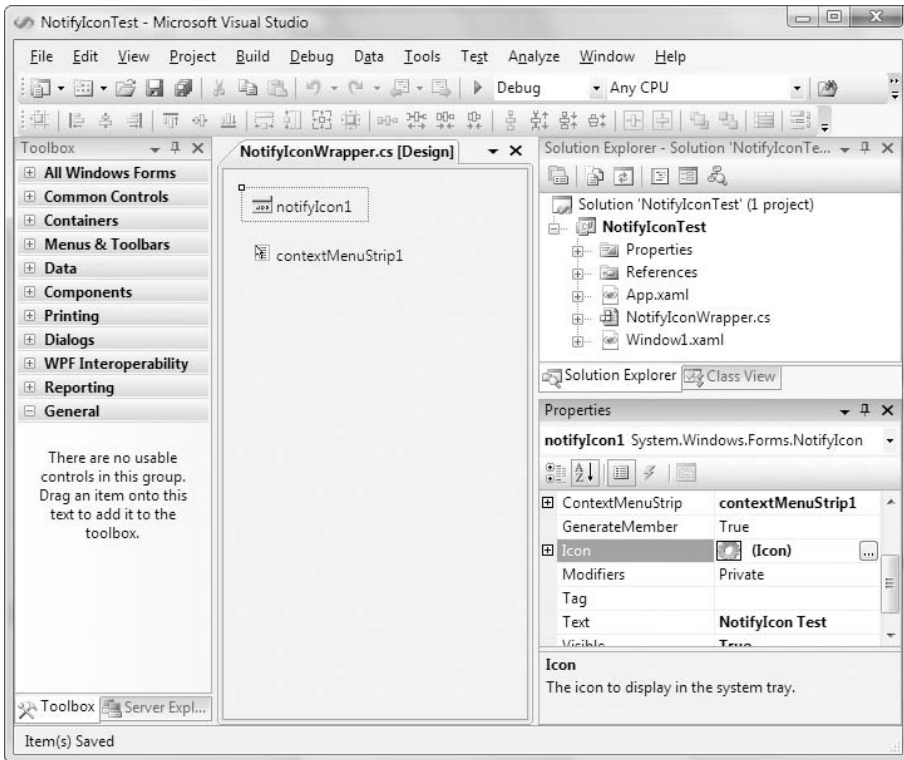 NotifyIconTest - Microsoft Visual Studio
File Edit View Project Build Debug Data Tools Test Analyze Window Help
Debug Any CPU
Toolbox
All Windows Forms
Common Controls
Containers
Menus & Toolbars
Data
Components
Printing
Dialogs
WPF Interoperability
Reporting
General
There are no usable
controls in this group.
Drag an item onto this
text to add it to the
toolbox.
Toolbox Server Expl...
NotifyIconWrapper.cs [Design]
notifyIcon1
contextMenuStrip1
Solution Explorer - Solution 'NotifyIconTe...
Solution 'NotifyIconTest' (1 project)
NotifyIconTest
Properties
References
App.xaml
NotifyIconWrapper.cs
Window1.xaml
Solution Explorer Class View
Properties
notifyIcon1 System.Windows.Forms.NotifyIcon
ContextMenuStrip contextMenuStrip1
GenerateMember True
Icon (Icon) ...
Modifiers Private
Tag
Text NotifyIcon Test
Visible True
Icon
The icon to display in the system tray.
Item(s) Saved